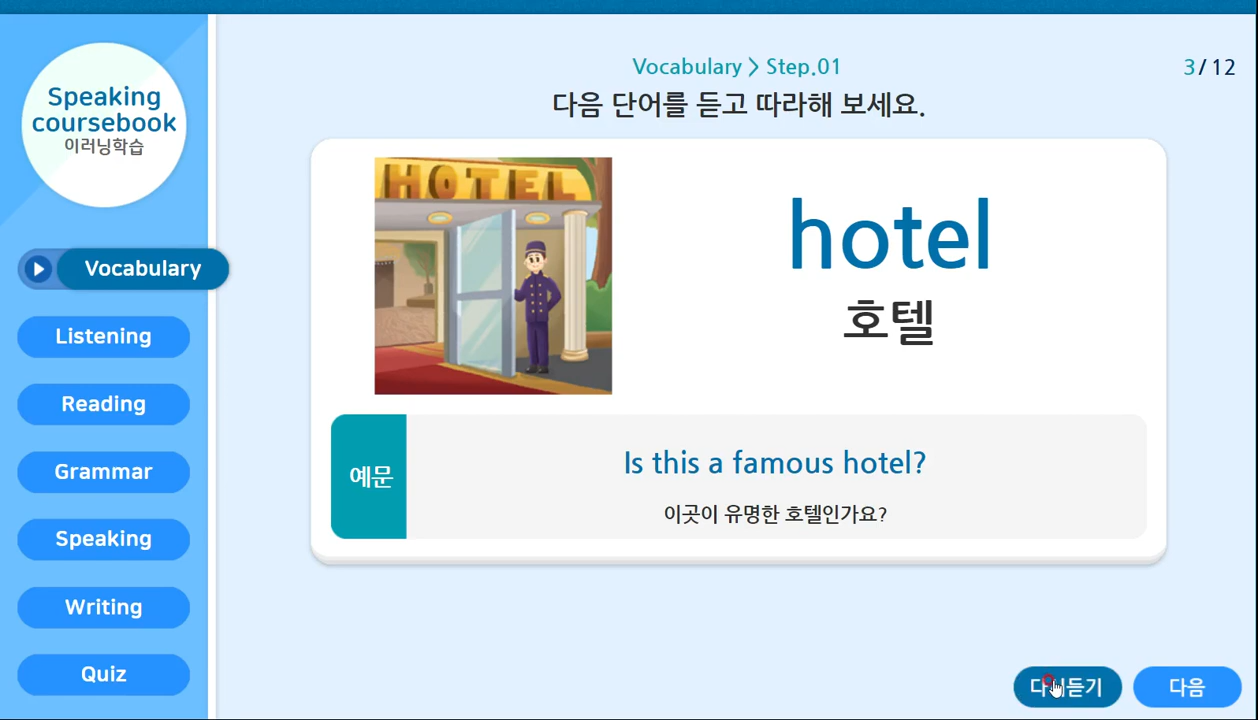 Speaking
coursebook
이러닝학습
Vocabulary
Listening
Reading
Grammar
Speaking
Writing
Quiz
Vocabulary > Step.01
3/12
다음 단어를 듣고 따라해 보세요.
HOTEL
hotel
호텔
예문
Is this a famous hotel?
이곳이 유명한 호텔인가요?
다시듣기
다음